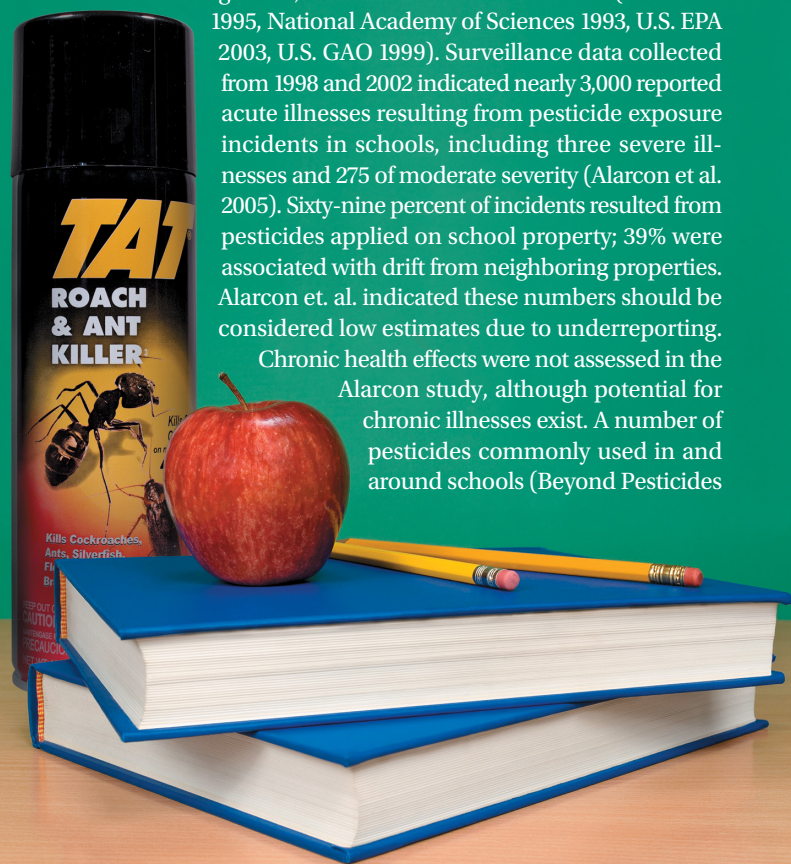 1995, National Academy of Sciences 1993, U.S. EPA
2003, U.S. GAO 1999). Surveillance data collected
from 1998 and 2002 indicated nearly 3,000 reported
acute illnesses resulting from pesticide exposure
incidents in schools, including three severe ill-
nesses and 275 of moderate severity (Alarcon et al.
2005). Sixty-nine percent of incidents resulted from
pesticides applied on school property; 39% were
associated with drift from neighboring properties.
Alarcon et. al. indicated these numbers should be
considered low estimates due to underreporting.
Chronic health effects were not assessed in the
Alarcon study, although potential for
chronic illnesses exist. A number of
pesticides commonly used in and
around schools (Beyond Pesticides
TAT
ROACH
& ANT
KILLER
Kills Cockroaches,
Ants, Silverfish,